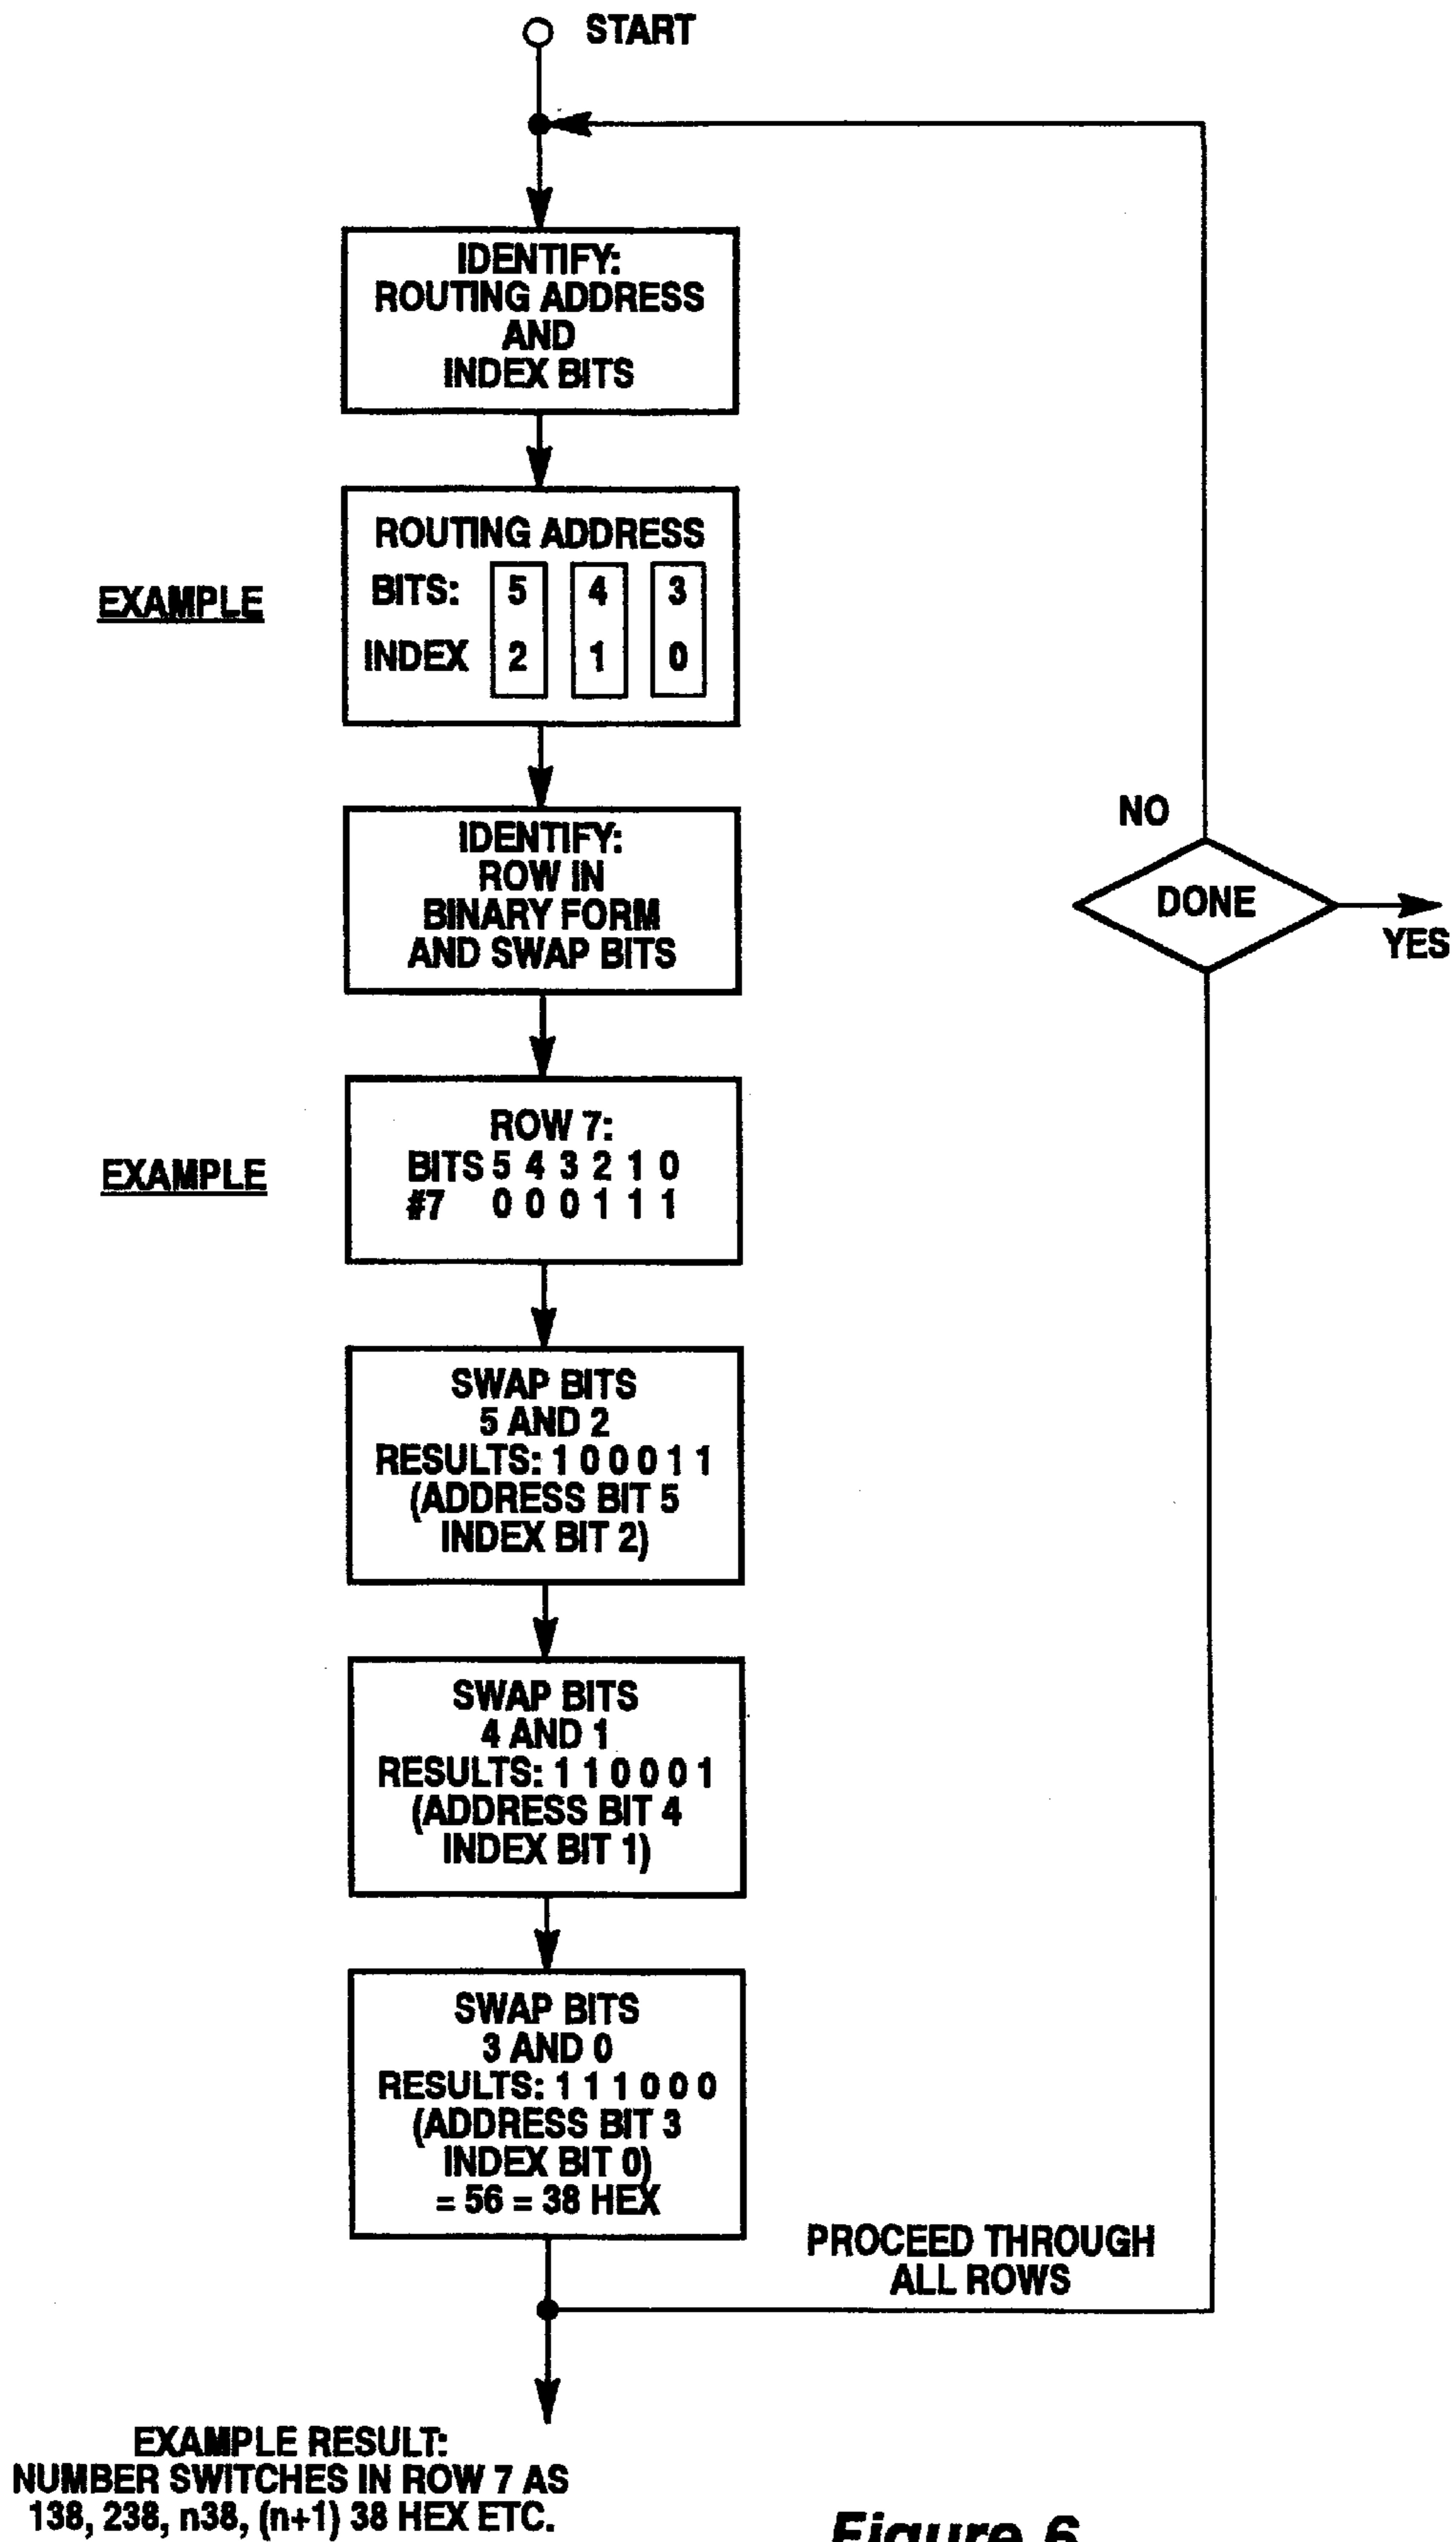 START
IDENTIFY:
ROUTING ADDRESS
AND
INDEX BITS
EXAMPLE
ROUTING ADDRESS
BITS: 5 4 3
INDEX 2 1 0
IDENTIFY:
ROW IN
BINARY FORM
AND SWAP BITS
NO
DONE
YES
EXAMPLE
ROW 7:
BITS 5 4 3 2 1 0
#7 0 0 0 1 1 1
SWAP BITS
5 AND 2
RESULTS: 1 0 0 0 1 1
(ADDRESS BIT 5
INDEX BIT 2)
SWAP BITS
4 AND 1
RESULTS: 1 1 0 0 0 1
(ADDRESS BIT 4
INDEX BIT 1)
SWAP BITS
3 AND 0
RESULTS: 1 1 1 0 0 0
(ADDRESS BIT 3
INDEX BIT 0)
= 56 = 38 HEX
PROCEED THROUGH
ALL ROWS
EXAMPLE RESULT:
NUMBER SWITCHES IN ROW 7 AS
138, 238, n38, (n+1) 38 HEX ETC.
Figure 6